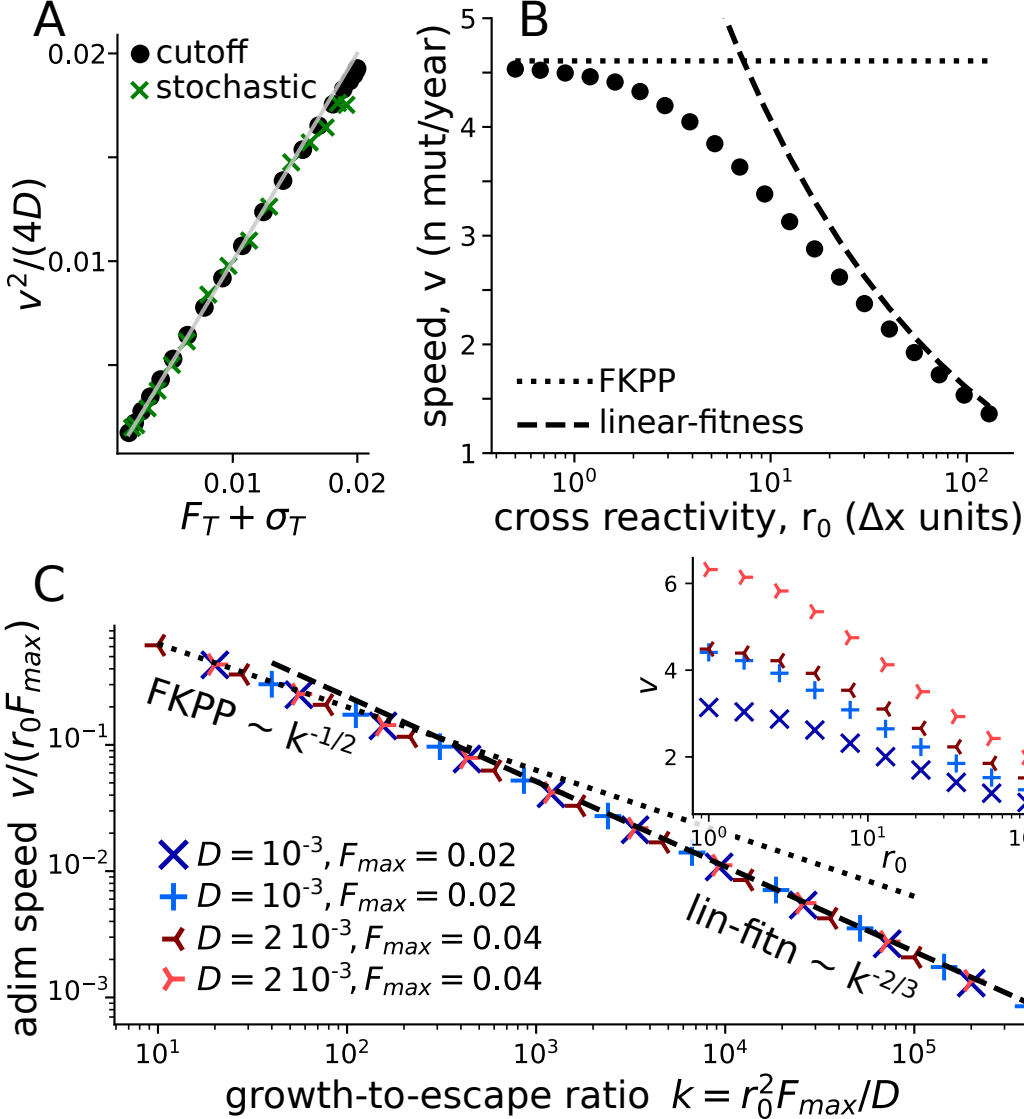 A
0.02
0.01
v²/(4D)
cutoff
stochastic
0.01
0.02
F_T + σ_T
B
5
4
3
2
1
speed, v (n mut/year)
FKPP
linear-fitness
10⁰
10¹
10²
cross reactivity, r₀ (Δx units)
C
10⁻¹
10⁻²
10⁻³
adim speed v/(r₀F_max)
FKPP ~ k^-1/2
lin-fitn ~ k^-2/3
D = 10⁻³, F_max = 0.02
D = 10⁻³, F_max = 0.02
D = 2 10⁻³, F_max = 0.04
D = 2 10⁻³, F_max = 0.04
10¹
10²
10³
10⁴
10⁵
growth-to-escape ratio k = r₀²F_max/D
6
4
2
v
10⁰
10¹
10
r₀